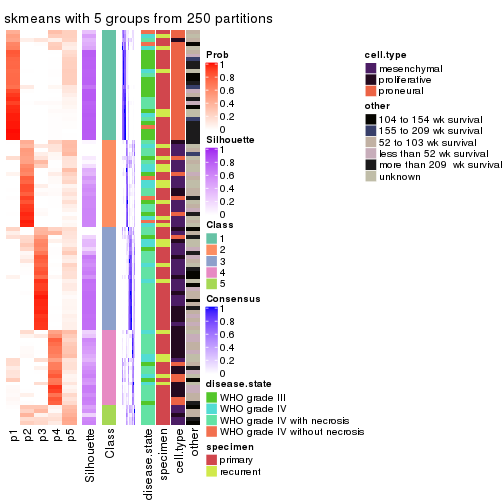 skmeans with 5 groups from 250 partitions
Prob
1
0.8
0.6
0.4
0.2
0
Silhouette
1
0.8
0.6
0.4
0.2
0
Class
1
2
3
4
5
Consensus
1
0.8
0.6
0.4
0.2
0
disease.state
WHO grade III
WHO grade IV
WHO grade IV with necrosis
WHO grade IV without necrosis
specimen
primary
recurrent
cell.type
mesenchymal
proliferative
proneural
other
104 to 154 wk survival
155 to 209 wk survival
52 to 103 wk survival
less than 52 wk survival
more than 209  wk survival
unknown
p1
p2
p3
p4
p5
Silhouette
Class
disease.state
specimen
cell.type
other